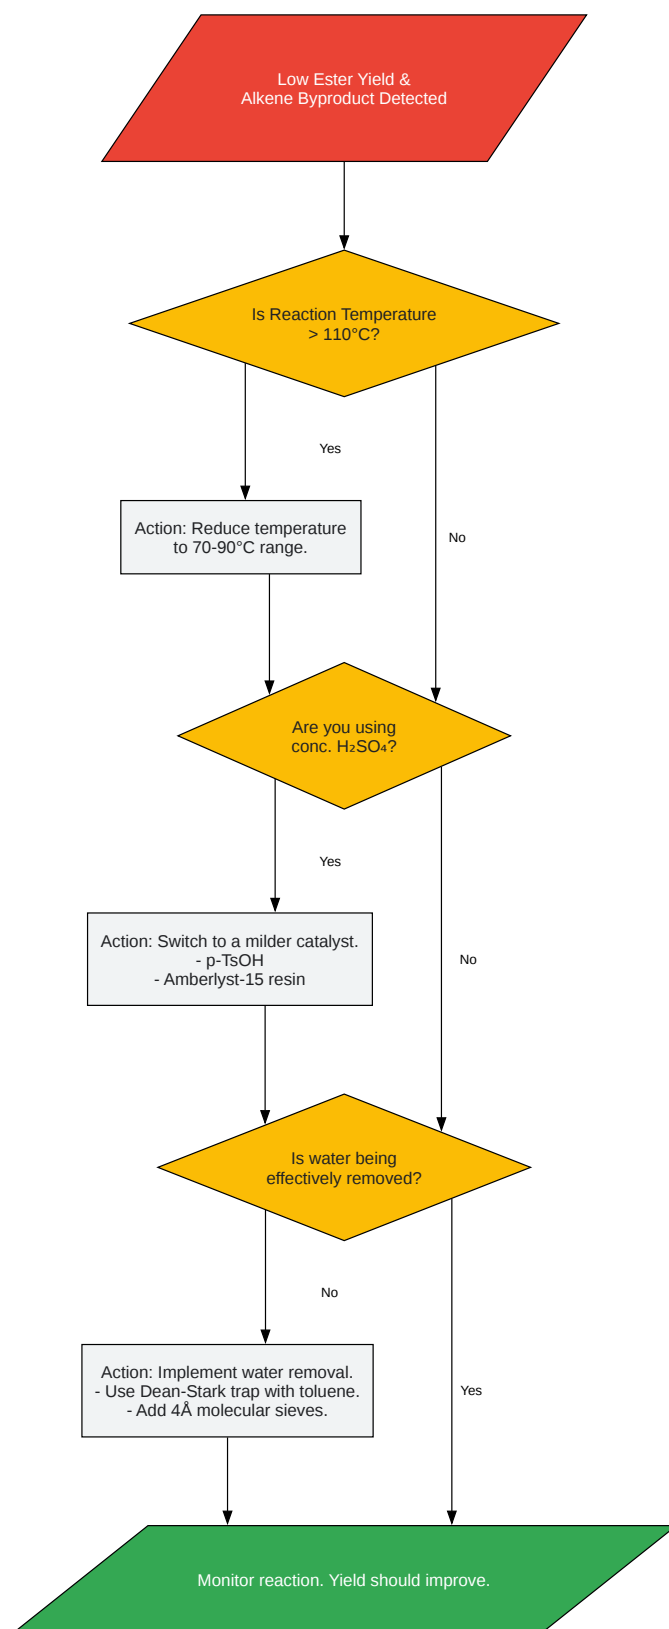 Low Ester Yield &
Alkene Byproduct Detected
Is Reaction Temperature
> 110°C?
Yes
Action: Reduce temperature
to 70-90°C range.
No
Are you using
conc. H₂SO₄?
Yes
Action: Switch to a milder catalyst.
- p-TsOH
- Amberlyst-15 resin
No
Is water being
effectively removed?
No
Action: Implement water removal.
- Use Dean-Stark trap with toluene.
- Add 4Å molecular sieves.
Yes
Monitor reaction. Yield should improve.